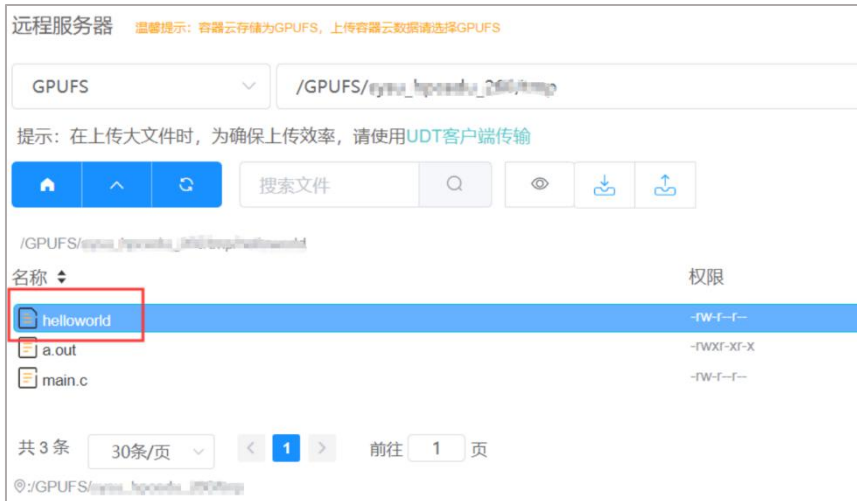 远程服务器 温馨提示：容器云存储为GPUFS，上传容器云数据请选择GPUFS
GPUFS /GPUFS/
提示：在上传大文件时，为确保上传效率，请使用UDT客户端传输
搜索文件
/GPUFS/
名称 权限
helloworld -rw-r--r--
a.out -rwxr-xr-x
main.c -rw-r--r--
共 3 条 30条/页 < 1 > 前往 1 页
:/GPUFS/